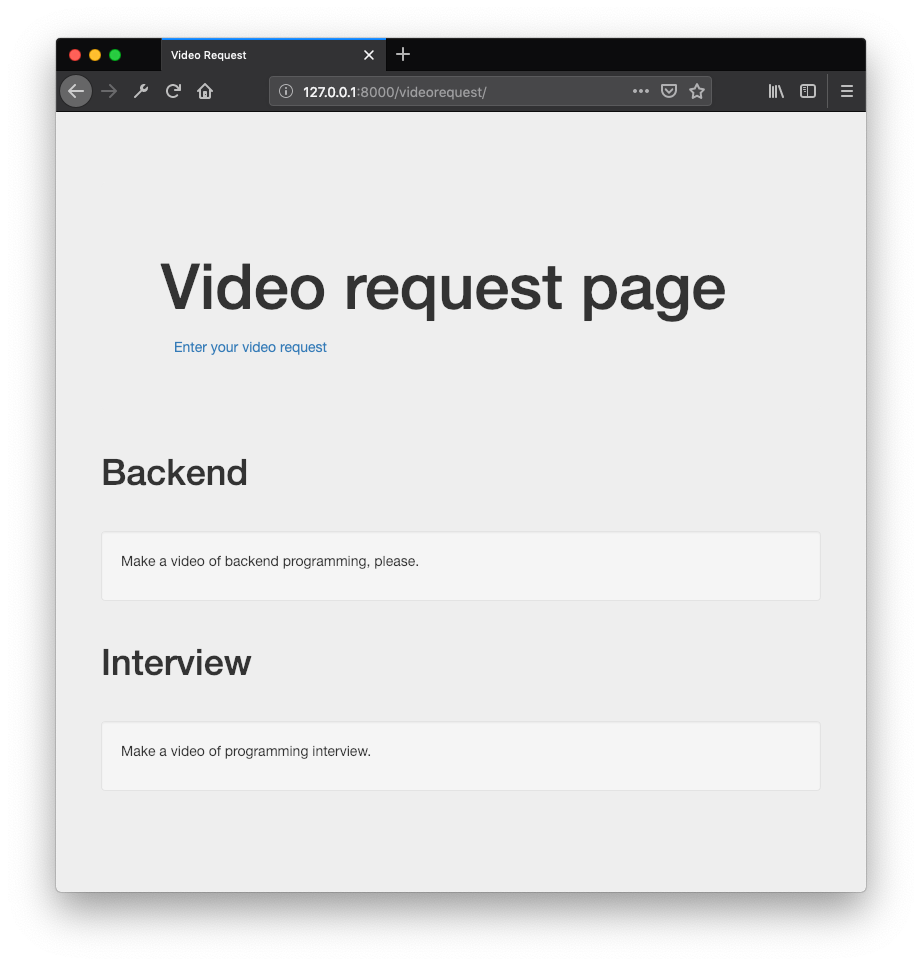 Video Request
127.0.0.1:8000/videorequest/
Video request page
Enter your video request
Backend
Make a video of backend programming, please.
Interview
Make a video of programming interview.